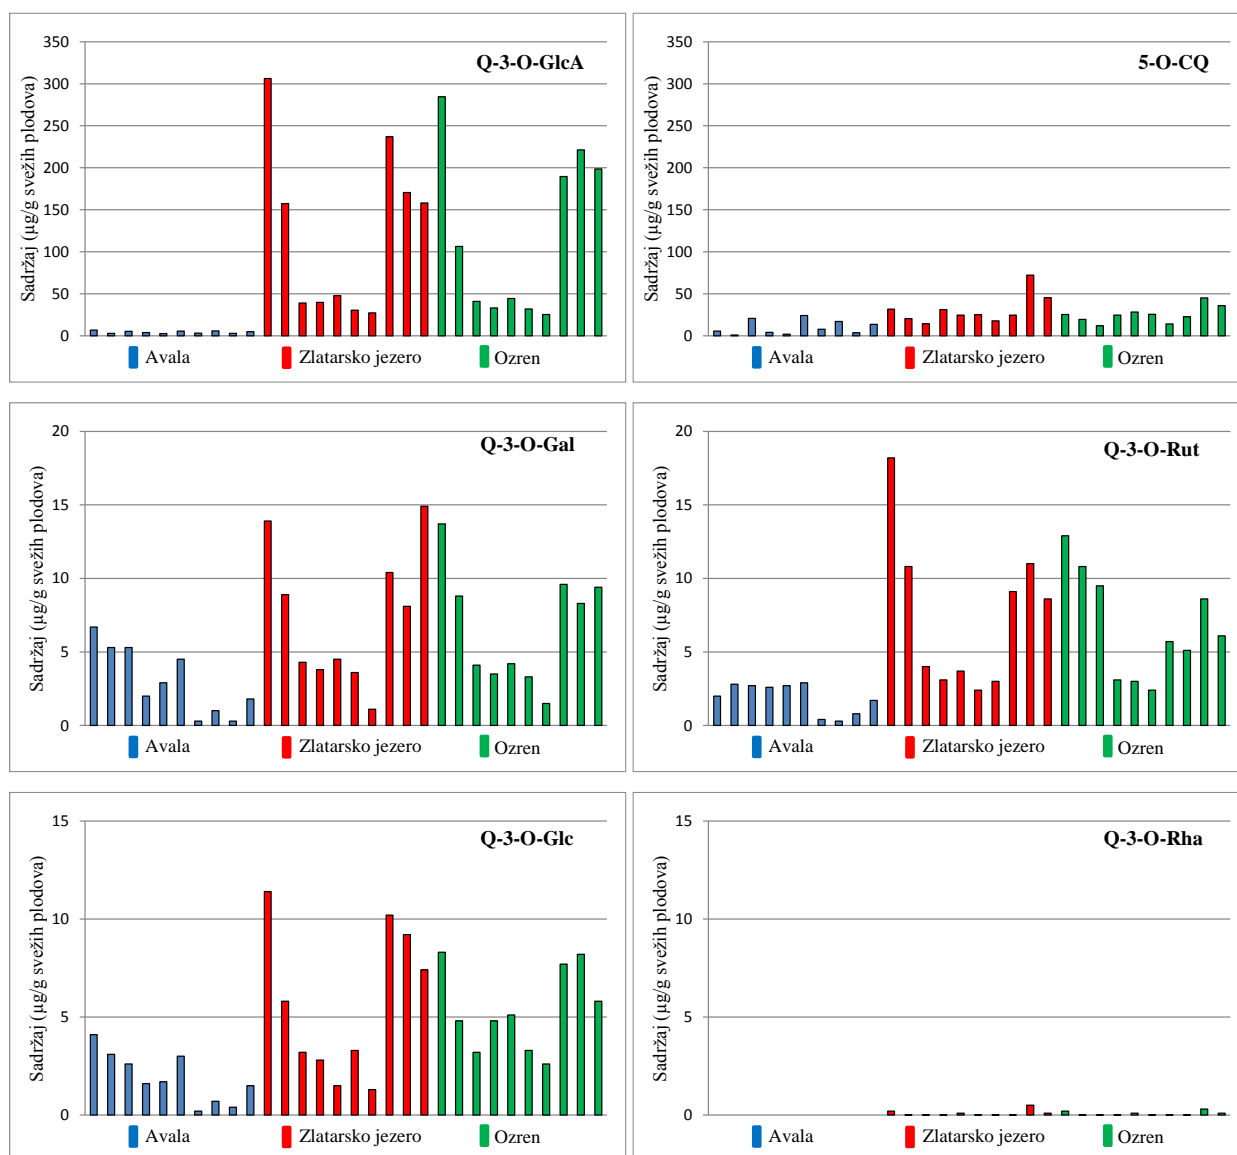 Q-3-O-GlcA
Sadržaj (µg/g svežih plodova)
350
300
250
200
150
100
50
0
Avala
Zlatarsko jezero
Ozren
5-O-CQ
Sadržaj (µg/g svežih plodova)
350
300
250
200
150
100
50
0
Avala
Zlatarsko jezero
Ozren
Q-3-O-Gal
Sadržaj (µg/g svežih plodova)
20
15
10
5
0
Avala
Zlatarsko jezero
Ozren
Q-3-O-Rut
Sadržaj (µg/g svežih plodova)
20
15
10
5
0
Avala
Zlatarsko jezero
Ozren
Q-3-O-Glc
Sadržaj (µg/g svežih plodova)
15
10
5
0
Avala
Zlatarsko jezero
Ozren
Q-3-O-Rha
Sadržaj (µg/g svežih plodova)
15
10
5
0
Avala
Zlatarsko jezero
Ozren